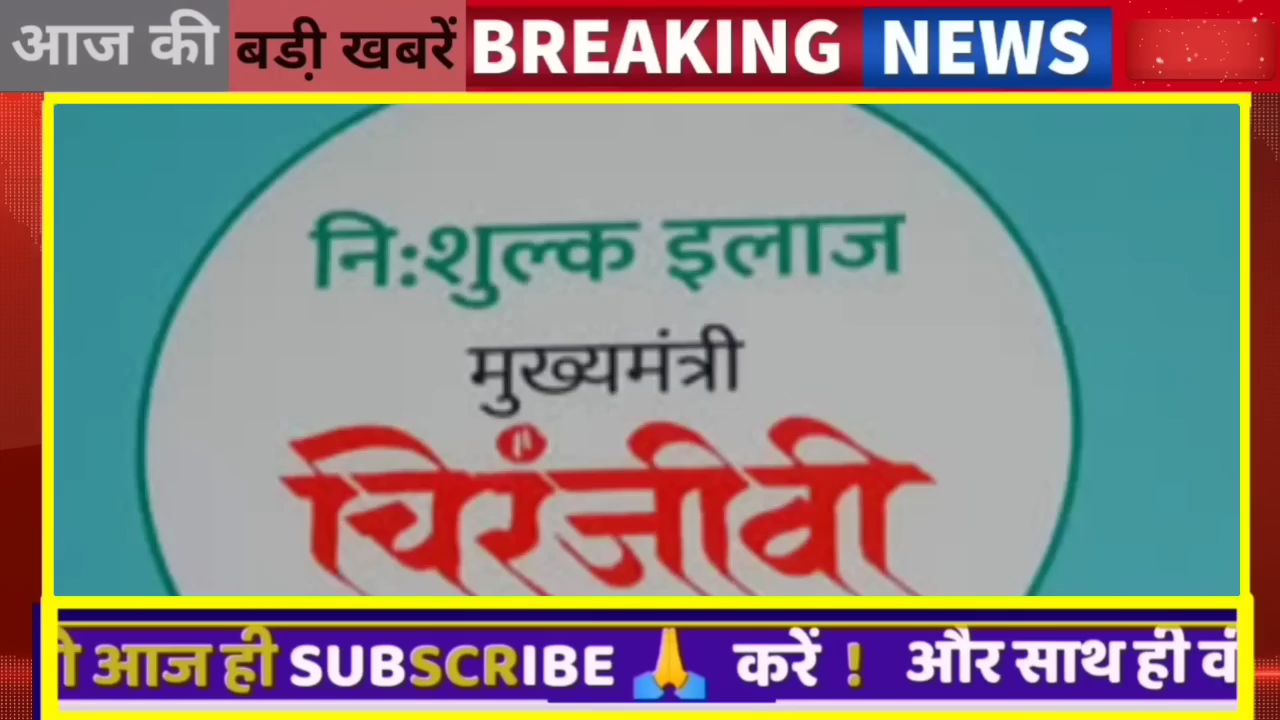 आज की बड़ी खबरें BREAKING NEWS
नि:शुल्क इलाज
मुख्यमंत्री
चिरंजीवी
आज ही SUBSCRIBE 🙏 करें ! और साथ ही